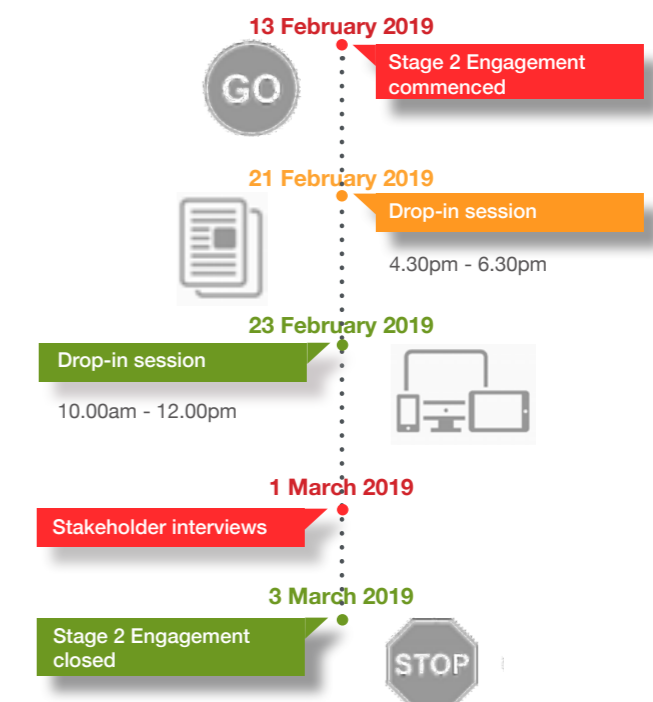 13 February 2019
GO
Stage 2 Engagement
commenced
21 February 2019
Drop-in session
4.30pm - 6.30pm
23 February 2019
Drop-in session
10.00am - 12.00pm
1 March 2019
Stakeholder interviews
3 March 2019
Stage 2 Engagement
closed
STOP